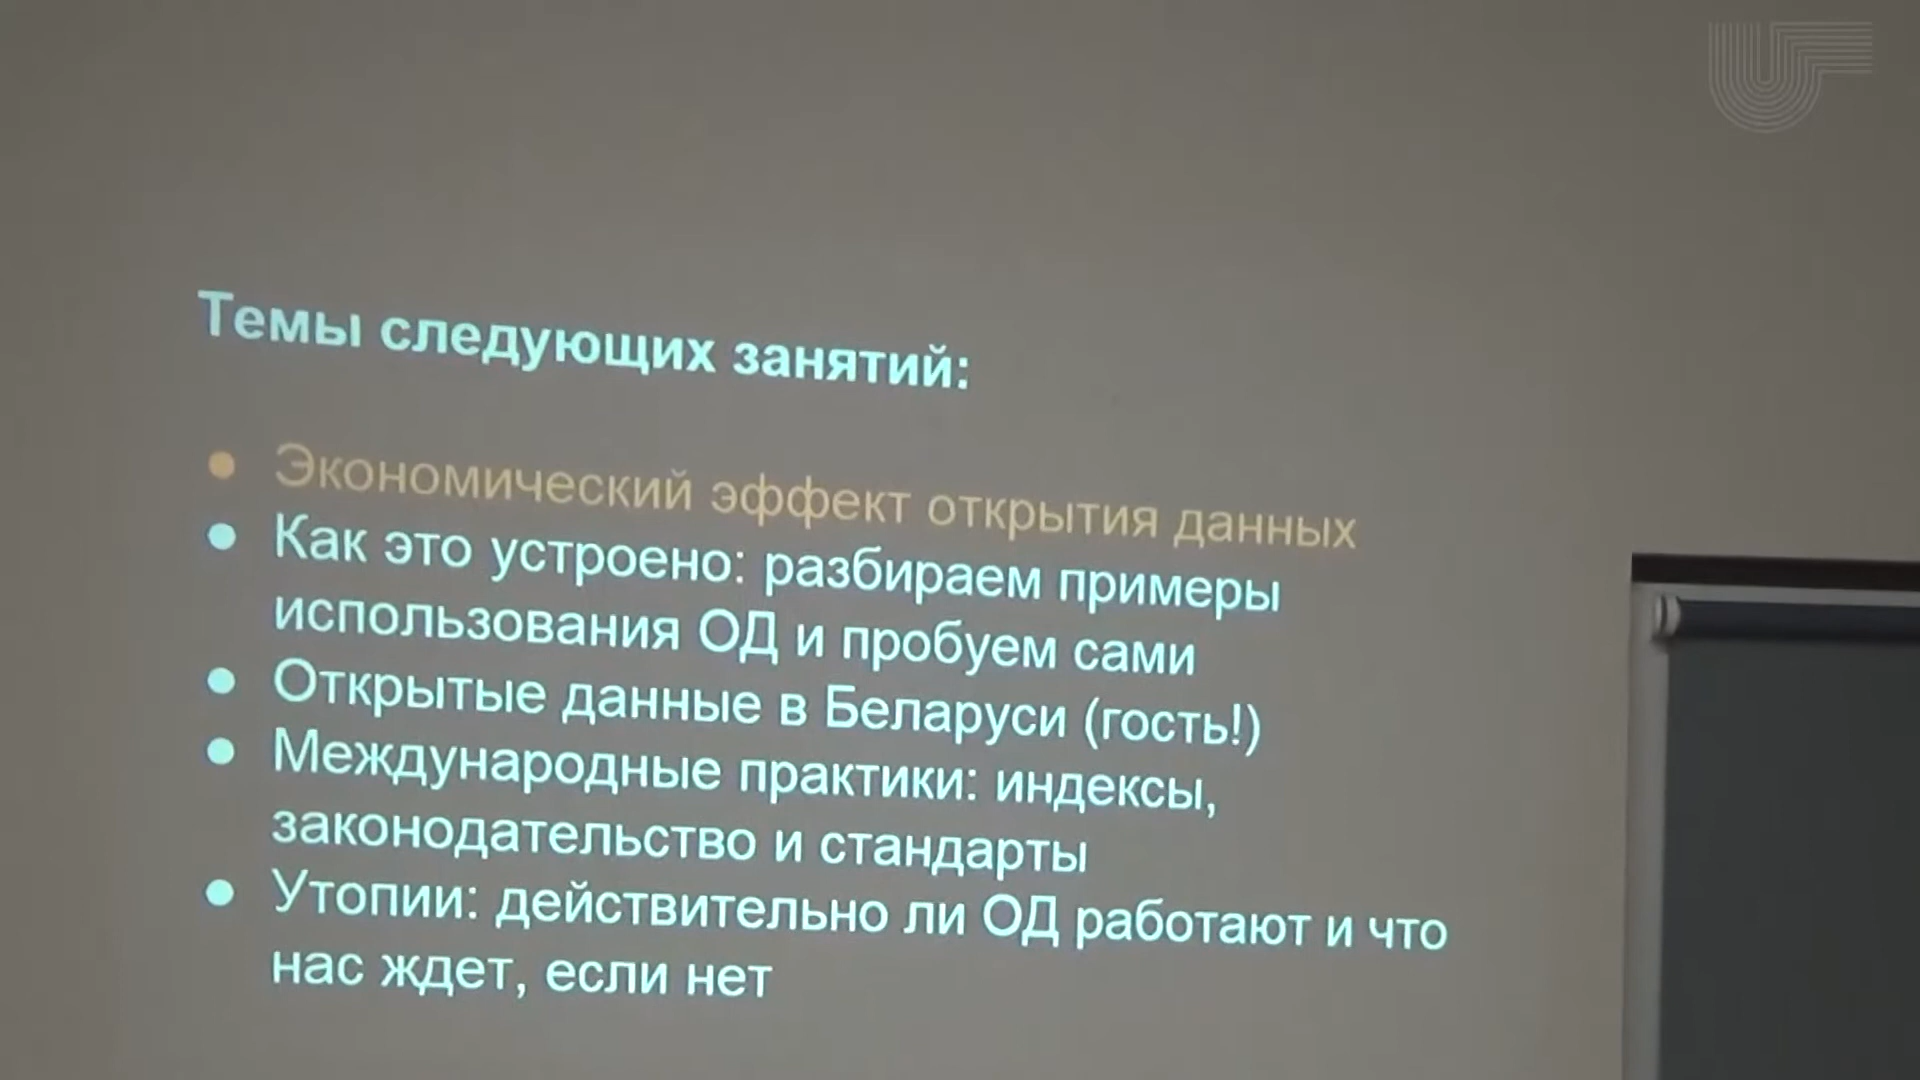 Темы следующих занятий:
● Экономический эффект открытия данных
● Как это устроено: разбираем примеры
использования ОД и пробуем сами
● Открытые данные в Беларуси (гость!)
● Международные практики: индексы,
законодательство и стандарты
● Утопии: действительно ли ОД работают и что
нас ждет, если нет